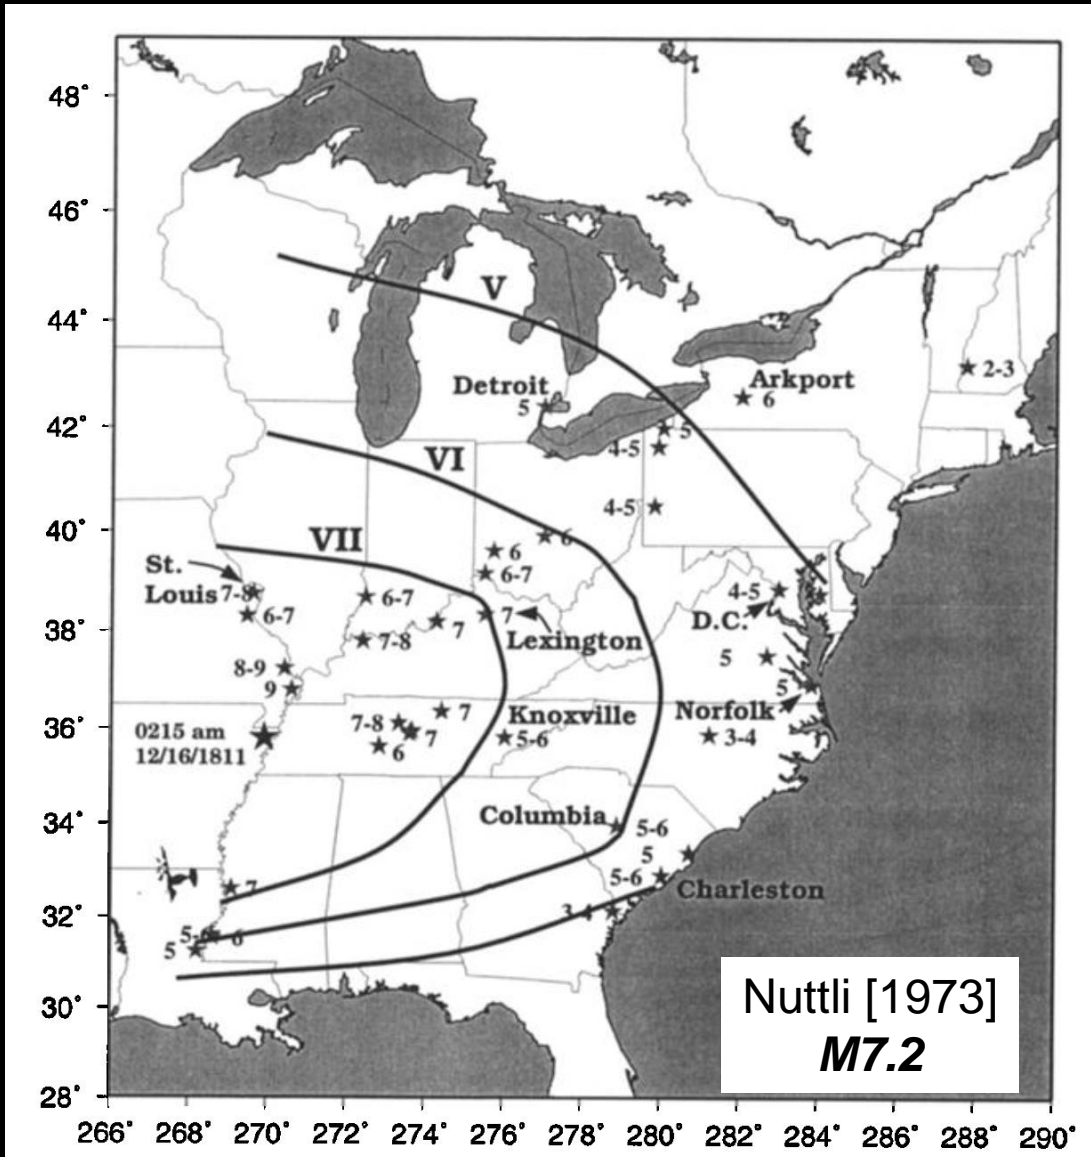 48°
46°
V
44°
2-3
Detroit
Arkport
5
6
42°
5
4-5
VI
4-5
40°
VII
6
6
St.
6-7
Louis
7-8
6-7
4-5
6-7
7
D.C.
38°
7
Lexington
7-8
5
8-9
9
5
Knoxville
Norfolk
36°
0215 am
7-8
7
5-6
3-4
12/16/1811
7
6
34°
Columbia
5-6
5
5-6
7
Charleston
32°
3-4
5-6
6
5
30°
Nuttli [1973]
M7.2
28°
266° 268° 270° 272° 274° 276° 278° 280° 282° 284° 286° 288° 290°